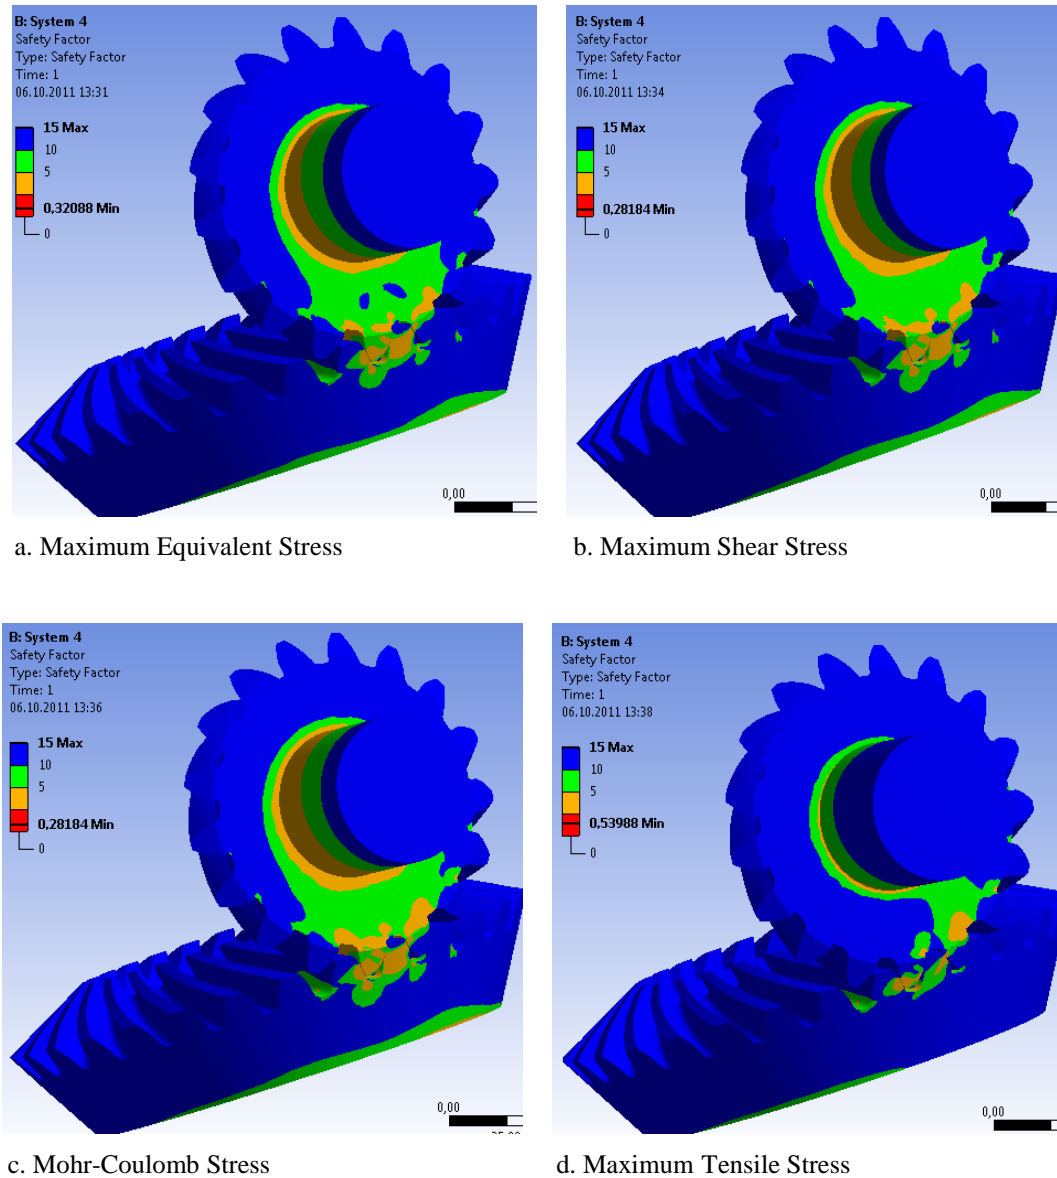 B: System 4
Safety Factor
Type: Safety Factor
Time: 1
06.10.2011 13:31
15 Max
10
5
0,32088 Min
0
0,00
a. Maximum Equivalent Stress
B: System 4
Safety Factor
Type: Safety Factor
Time: 1
06.10.2011 13:34
15 Max
10
5
0,28184 Min
0
0,00
b. Maximum Shear Stress
B: System 4
Safety Factor
Type: Safety Factor
Time: 1
06.10.2011 13:36
15 Max
10
5
0,28184 Min
0
0,00
c. Mohr-Coulomb Stress
B: System 4
Safety Factor
Type: Safety Factor
Time: 1
06.10.2011 13:38
15 Max
10
5
0,53988 Min
0
0,00
d. Maximum Tensile Stress